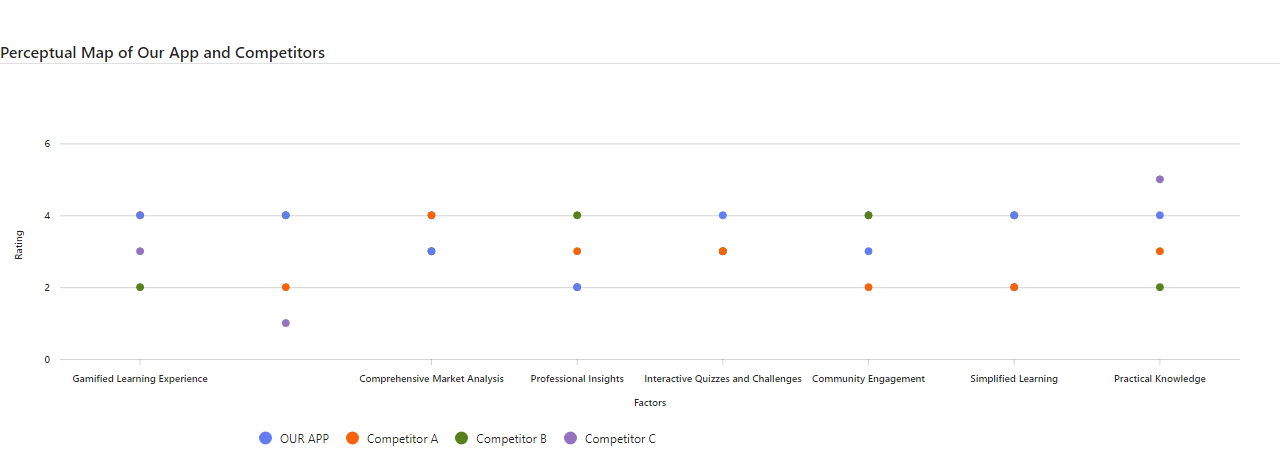 Perceptual Map of Our App and Competitors
6
4
2
0
Rating
Gamified Learning Experience Comprehensive Market Analysis Professional Insights Interactive Quizzes and Challenges Community Engagement Simplified Learning Practical Knowledge
Factors
OUR APP Competitor A Competitor B Competitor C